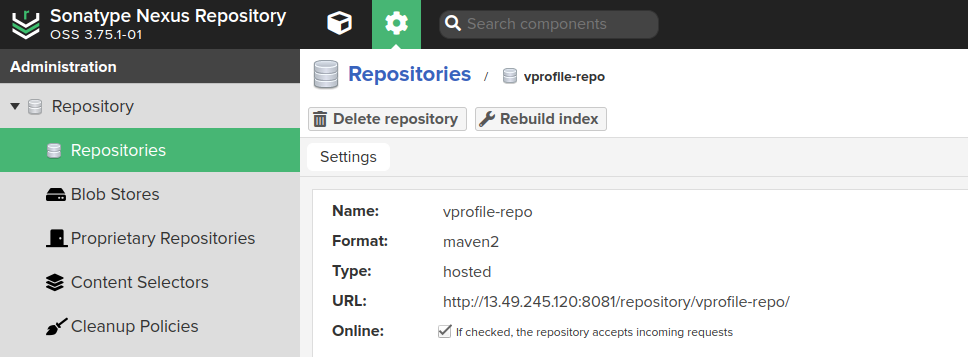 Sonatype Nexus Repository
OSS 3.75.1-01
Search components
Administration
Repositories / vprofile-repo
Repository
Delete repository Rebuild index
Repositories
Settings
Blob Stores
Proprietary Repositories
Content Selectors
Cleanup Policies
Name: vprofile-repo
Format: maven2
Type: hosted
URL: http://13.49.245.120:8081/repository/vprofile-repo/
Online: If checked, the repository accepts incoming requests